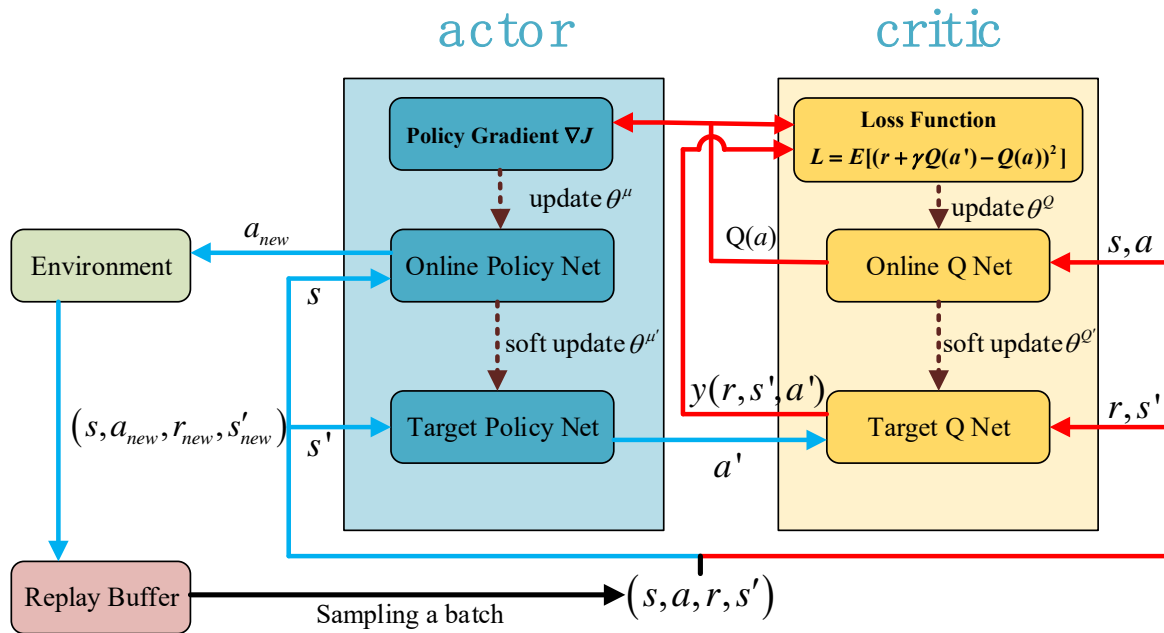 actor
critic
Policy Gradient ∇J
Loss Function
L = E[(r + γQ(a') − Q(a))²]
update θ^μ
update θ^Q
a_new
Q(a)
s,a
Environment
Online Policy Net
Online Q Net
s
soft update θ^μ'
soft update θ^Q'
y(r,s',a')
r,s'
(s,a_new,r_new,s'_new)
s'
Target Policy Net
Target Q Net
a'
Replay Buffer
Sampling a batch
(s,a,r,s')